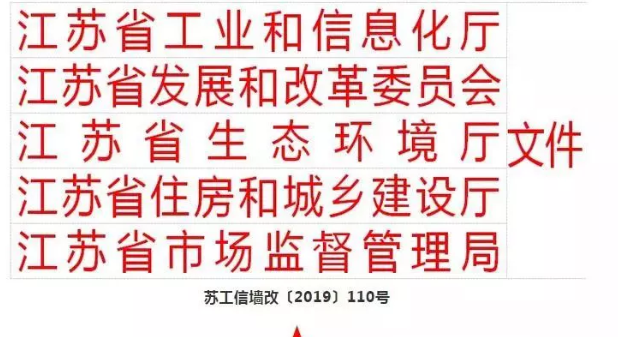 江苏省工业和信息化厅
江苏省发展和改革委员会
江苏省生态环境厅
文件
江苏省住房和城乡建设厅
江苏省市场监督管理局
苏工信墙改〔2019〕110号